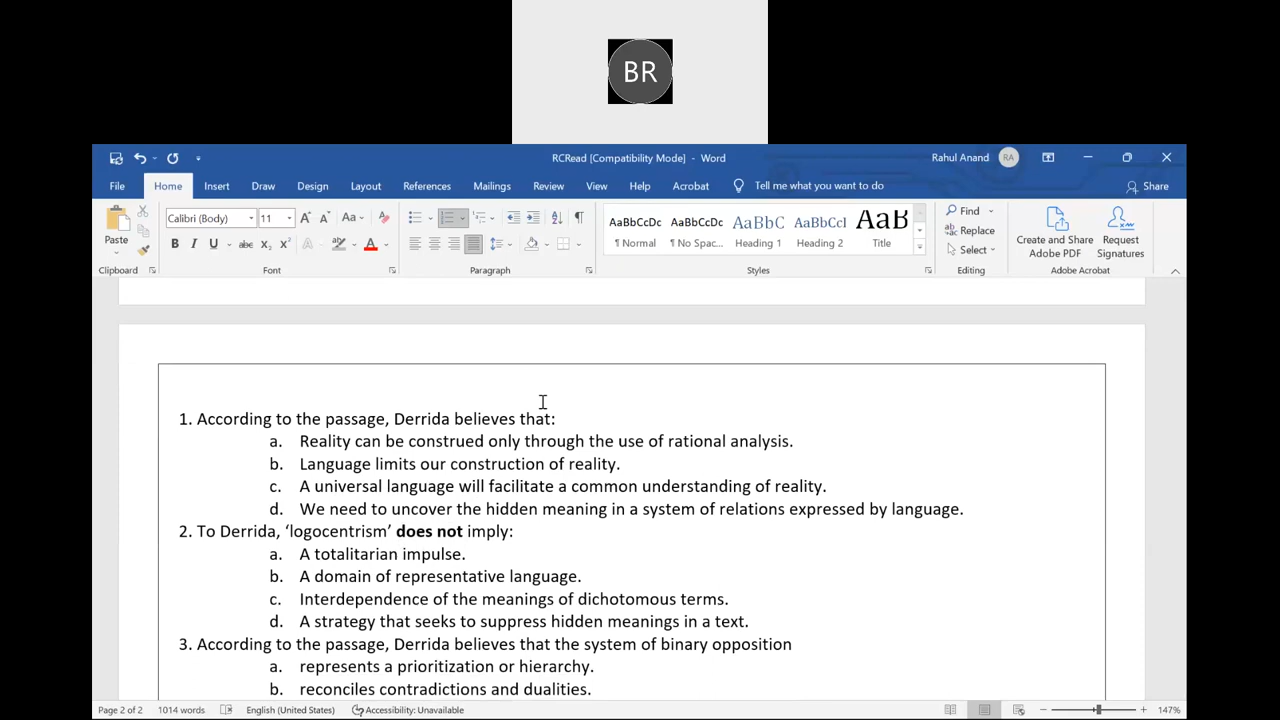 BR
RCRead [Compatibility Mode] - Word
Rahul Anand RA
File Home Insert Draw Design Layout References Mailings Review View Help Acrobat Tell me what you want to do Share
Paste
Calibri (Body) 11
AaBbCcDc AaBbCcDc AaBbC AaBbCcI AaB
¶ Normal ¶ No Spac... Heading 1 Heading 2 Title
Find
Replace
Select
Create and Share Adobe PDF
Request Signatures
Clipboard Font Paragraph Styles Editing Adobe Acrobat
1. According to the passage, Derrida believes that:
a. Reality can be construed only through the use of rational analysis.
b. Language limits our construction of reality.
c. A universal language will facilitate a common understanding of reality.
d. We need to uncover the hidden meaning in a system of relations expressed by language.
2. To Derrida, ‘logocentrism’ does not imply:
a. A totalitarian impulse.
b. A domain of representative language.
c. Interdependence of the meanings of dichotomous terms.
d. A strategy that seeks to suppress hidden meanings in a text.
3. According to the passage, Derrida believes that the system of binary opposition
a. represents a prioritization or hierarchy.
b. reconciles contradictions and dualities.
Page 2 of 2 1014 words English (United States) Accessibility: Unavailable 147%